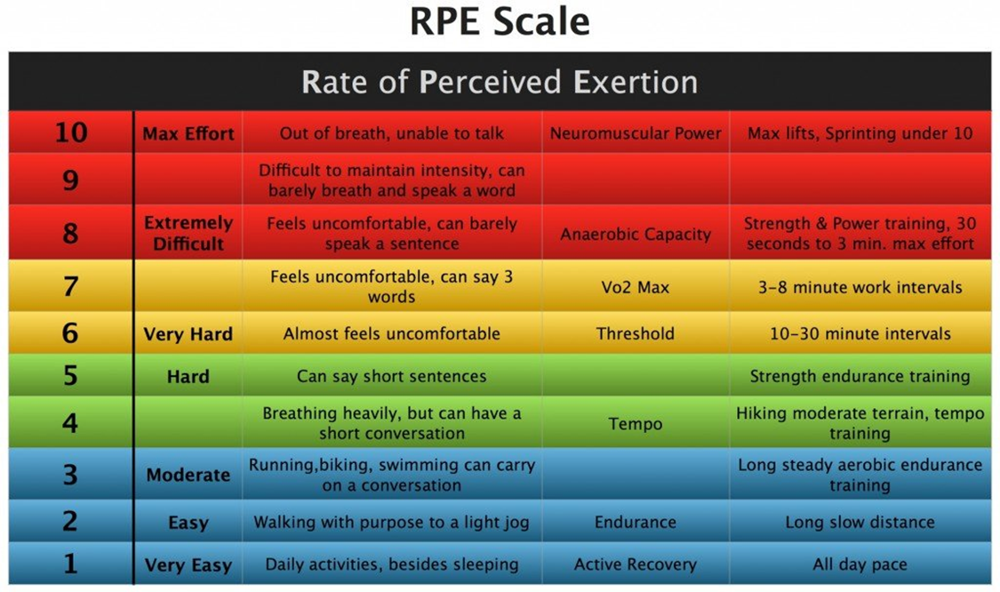 RPE Scale
Rate of Perceived Exertion
10 Max Effort Out of breath, unable to talk Neuromuscular Power Max lifts, Sprinting under 10
9 Difficult to maintain intensity, can
barely breath and speak a word
8 Extremely Difficult Feels uncomfortable, can barely
speak a sentence Anaerobic Capacity Strength & Power training, 30
seconds to 3 min. max effort
7 Feels uncomfortable, can say 3
words Vo2 Max 3-8 minute work intervals
6 Very Hard Almost feels uncomfortable Threshold 10-30 minute intervals
5 Hard Can say short sentences Strength endurance training
4 Breathing heavily, but can have a
short conversation Tempo Hiking moderate terrain, tempo
training
3 Moderate Running,biking, swimming can carry
on a conversation Long steady aerobic endurance
training
2 Easy Walking with purpose to a light jog Endurance Long slow distance
1 Very Easy Daily activities, besides sleeping Active Recovery All day pace